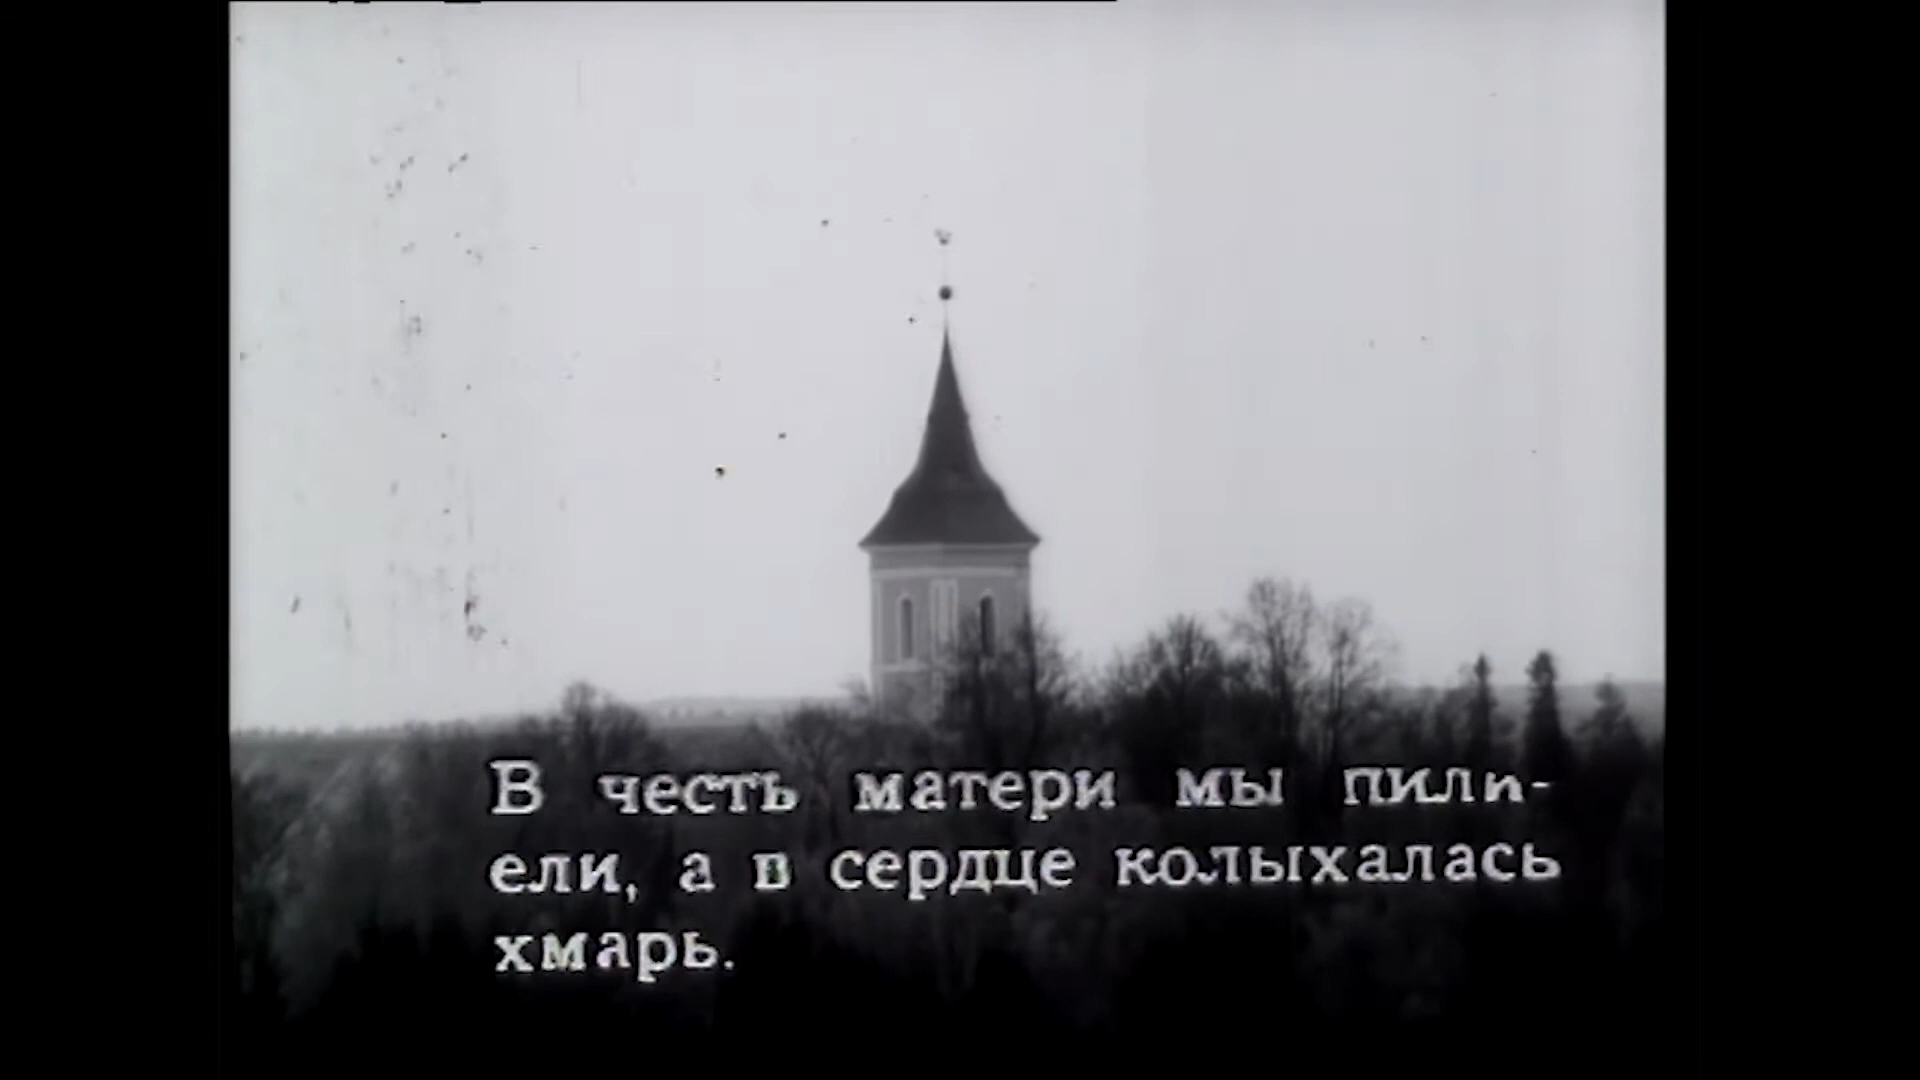 В честь матери мы пили-
ели, а в сердце колыхалась
хмарь.